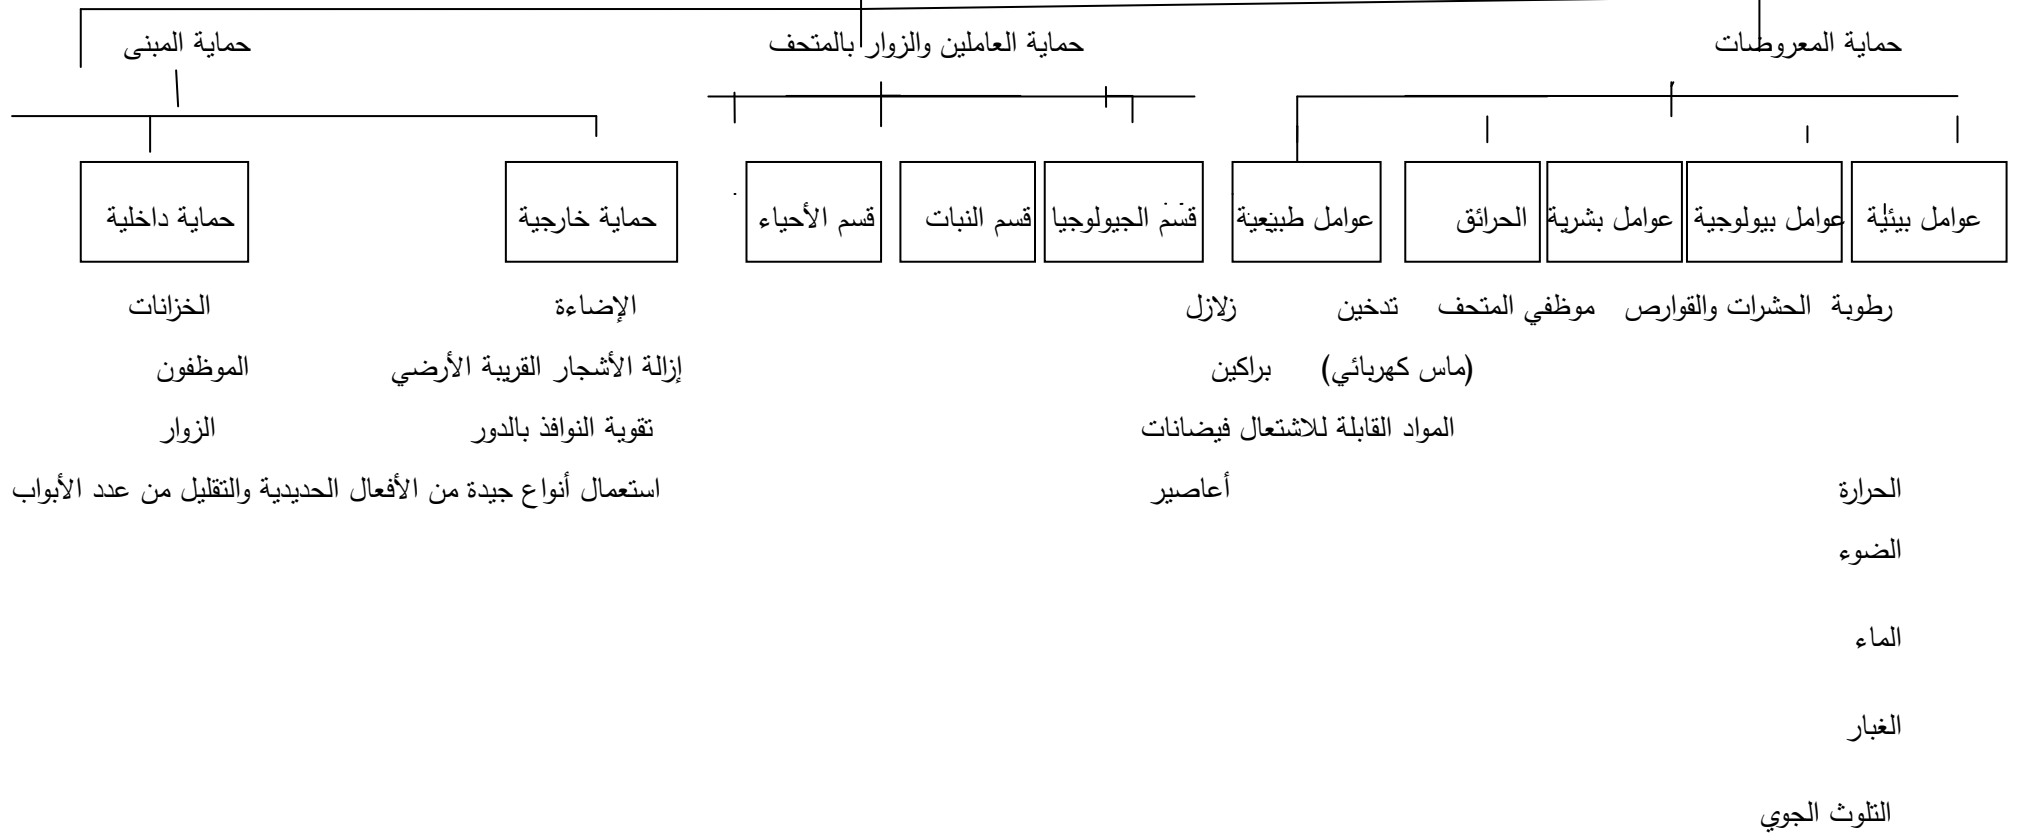 حماية المعروضات حماية العاملين والزوار بالمتحف حماية المبنى
عوامل بيئية عوامل بيولوجية عوامل بشرية الحرائق عوامل طبيعية قسم الجيولوجيا قسم النبات قسم الأحياء حماية خارجية حماية داخلية
رطوبة الحشرات والقوارص موظفي المتحف تدخين زلازل الإضاءة الخزانات
(ماس كهربائي) براكين إزالة الأشجار القريبة الأرضي الموظفون
المواد القابلة للاشتعال فيضانات تقوية النوافذ بالدور الزوار
الحرارة أعاصير استعمال أنواع جيدة من الأفعال الحديدية والتقليل من عدد الأبواب
الضوء
الماء
الغبار
التلوث الجوي